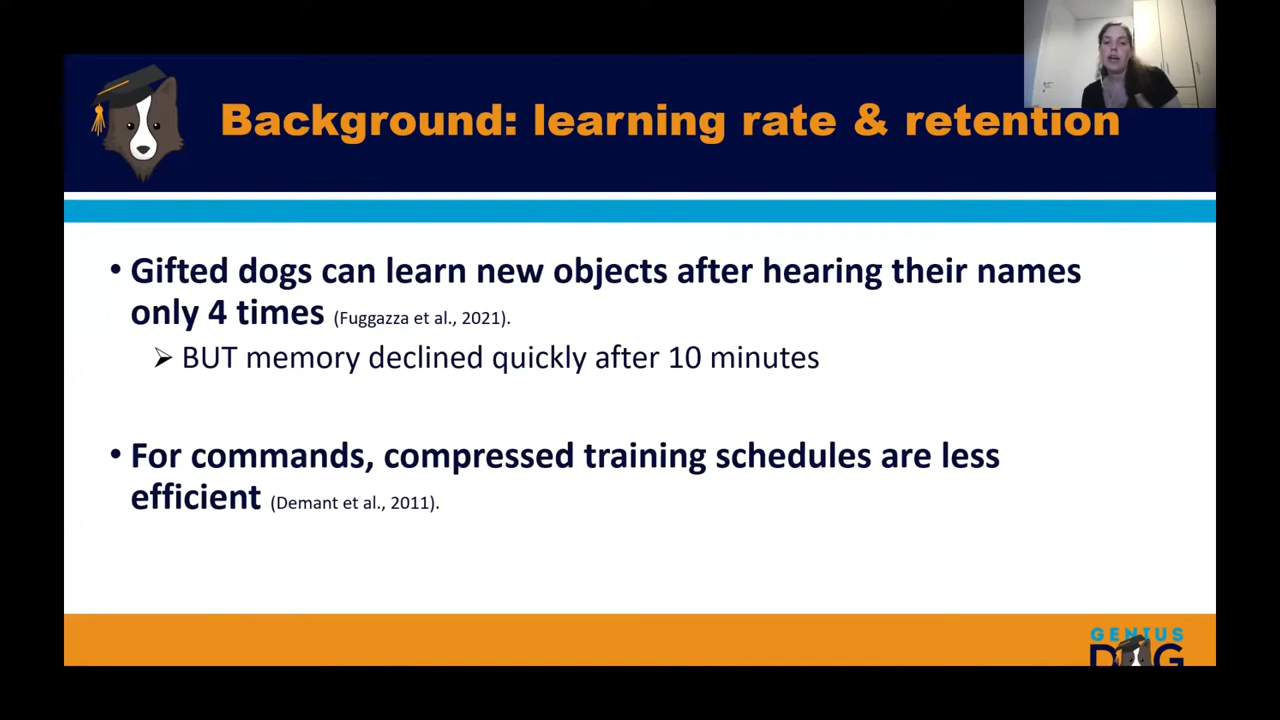 Background: learning rate & retention
• Gifted dogs can learn new objects after hearing their names
only 4 times (Fuggazza et al., 2021).
➢ BUT memory declined quickly after 10 minutes
• For commands, compressed training schedules are less
efficient (Demant et al., 2011).
GENIUS
DOG